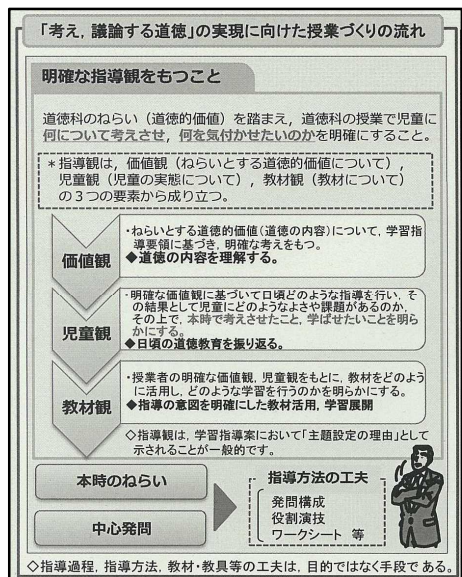 「考え，議論する道徳」の実現に向けた授業づくりの流れ
明確な指導観をもつこと
道徳科のねらい（道徳的価値）を踏まえ，道徳科の授業で児童に
何について考えさせ，何を気付かせたいのかを明確にすること。
＊指導観は，価値観（ねらいとする道徳的価値について），
児童観（児童の実態について），教材観（教材について）
の３つの要素から成り立つ。
価値観
・ねらいとする道徳的価値（道徳の内容）について，学習指
導要領に基づき，明確な考えをもつ。
◆道徳の内容を理解する。
児童観
・明確な価値観に基づいて日頃どのような指導を行い，そ
の結果として児童にどのようなよさや課題があるのか，
その上で，本時で考えさせたこと，学ばせたいことを明ら
かにする。
◆日頃の道徳教育を振り返る。
教材観
・授業者の明確な価値観，児童観をもとに，教材をどのよう
に活用し，どのような学習を行うのかを明らかにする。
◆指導の意図を明確にした教材活用，学習展開
◇指導観は，学習指導案において「主題設定の理由」として
示されることが一般的です。
本時のねらい
中心発問
指導方法の工夫
発問構成
役割演技
ワークシート　等
◇指導過程，指導方法，教材・教具等の工夫は，目的ではなく手段である。